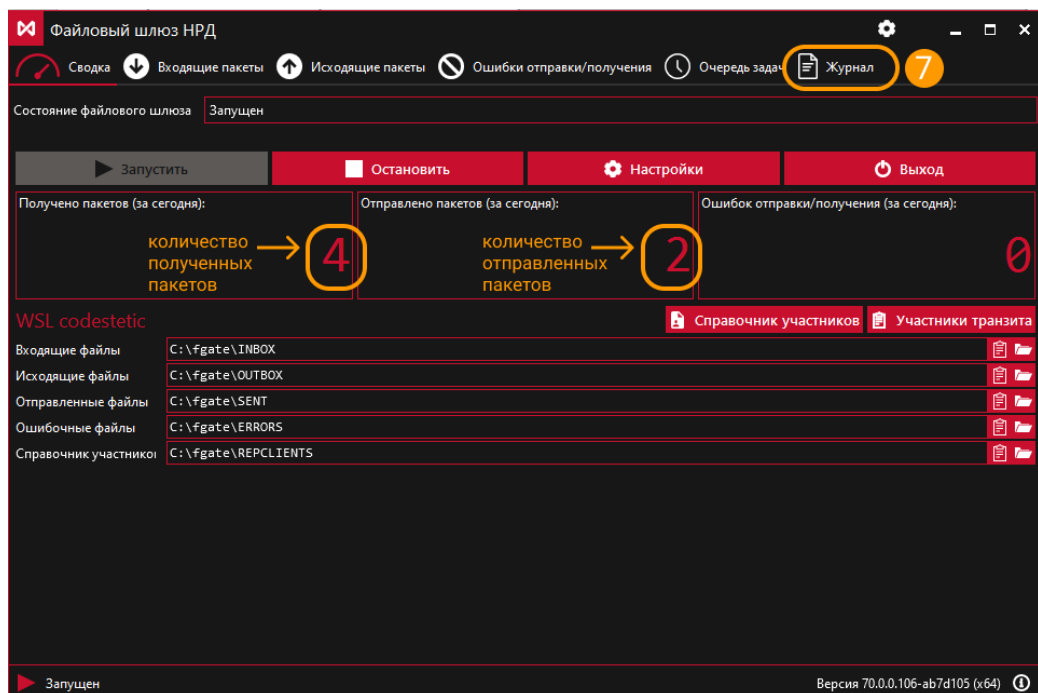 Файловый шлюз НРД
Сводка Входящие пакеты Исходящие пакеты Ошибки отправки/получения Очередь задач Журнал 7
Состояние файлового шлюза Запущен
Запустить Остановить Настройки Выход
Получено пакетов (за сегодня): Отправлено пакетов (за сегодня): Ошибок отправки/получения (за сегодня):
количество полученных пакетов 4
количество отправленных пакетов 2
0
WSL codestetic Справочник участников Участники транзита
Входящие файлы C:\fgate\INBOX
Исходящие файлы C:\fgate\OUTBOX
Отправленные файлы C:\fgate\SENT
Ошибочные файлы C:\fgate\ERRORS
Справочник участников C:\fgate\REPCLIENTS
Запущен Версия 70.0.0.106-ab7d105 (x64)